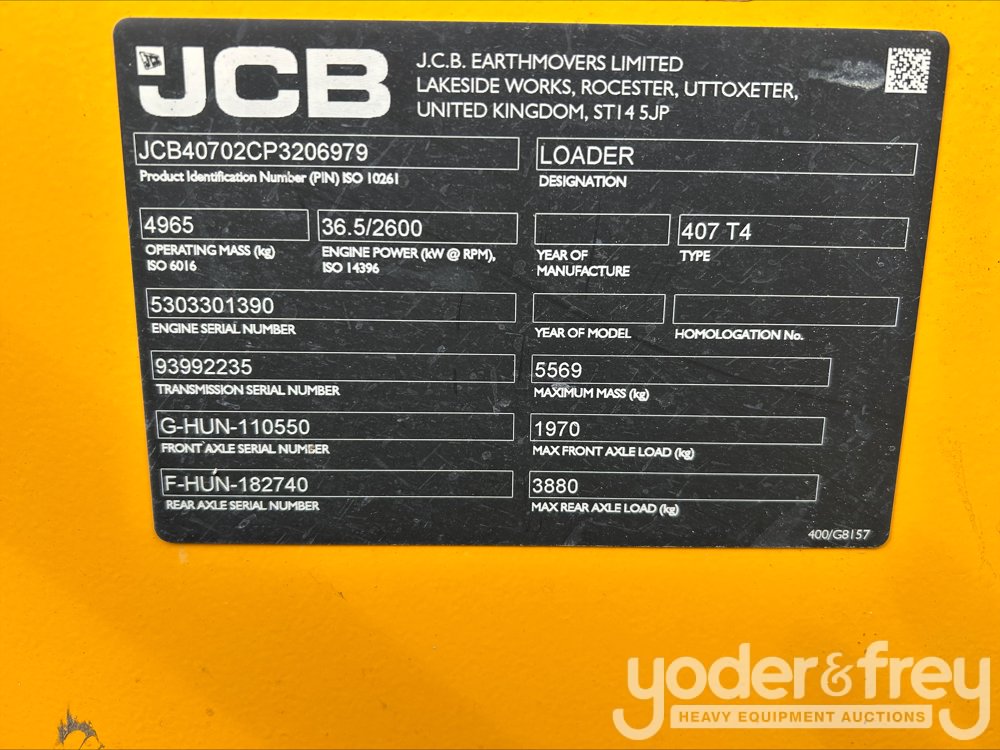 JCB
J.C.B. EARTHMOVERS LIMITED
LAKESIDE WORKS, ROCESTER, UTTOXETER,
UNITED KINGDOM, ST14 5JP
JCB40702CP3206979
Product Identification Number (PIN) ISO 10261
LOADER
DESIGNATION
4965
OPERATING MASS (kg)
ISO 6016
36.5/2600
ENGINE POWER (kW @ RPM),
ISO 14396
YEAR OF
MANUFACTURE
407 T4
TYPE
5303301390
ENGINE SERIAL NUMBER
YEAR OF MODEL
HOMOLOGATION No.
93992235
TRANSMISSION SERIAL NUMBER
5569
MAXIMUM MASS (kg)
G-HUN-110550
FRONT AXLE SERIAL NUMBER
1970
MAX FRONT AXLE LOAD (kg)
F-HUN-182740
REAR AXLE SERIAL NUMBER
3880
MAX REAR AXLE LOAD (kg)
400/G8157
yoder&frey
HEAVY EQUIPMENT AUCTIONS